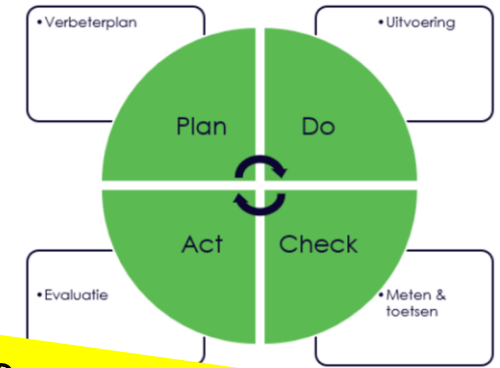 • Verbeterplan
• Uitvoering
Plan
Do
Act
Check
• Evaluatie
• Meten &
toetsen